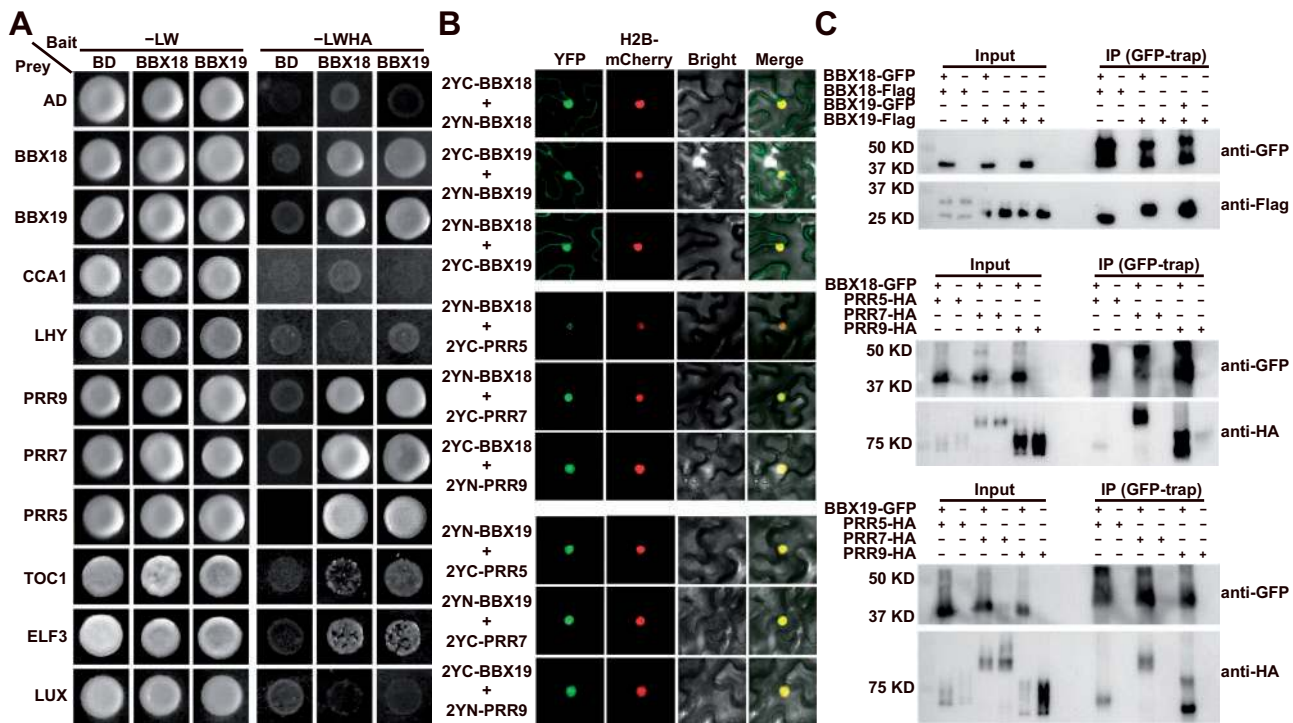 A
Bait
−LW
−LWHA
Prey
BD BBX18 BBX19 BD BBX18 BBX19
AD
BBX18
BBX19
CCA1
LHY
PRR9
PRR7
PRR5
TOC1
ELF3
LUX
B
H2B-
YFP mCherry Bright Merge
2YC-BBX18
+
2YN-BBX18
2YC-BBX19
+
2YN-BBX19
2YN-BBX18
+
2YC-BBX19
2YN-BBX18
+
2YC-PRR5
2YN-BBX18
+
2YC-PRR7
2YC-BBX18
+
2YN-PRR9
2YN-BBX19
+
2YC-PRR5
2YN-BBX19
+
2YC-PRR7
2YC-BBX19
+
2YN-PRR9
C
Input IP (GFP-trap)
BBX18-GFP + − + − − − + − + − − −
BBX18-Flag + + − − − − + + − − − −
BBX19-GFP − − − − + − − − − − + −
BBX19-Flag − − + + + + − − + + + +
50 KD
37 KD
anti-GFP
37 KD
25 KD
anti-Flag
Input IP (GFP-trap)
BBX18-GFP + − + − + − + − + − + −
PRR5-HA + + − − − − + + − − − −
PRR7-HA − − + + − − − − + + − −
PRR9-HA − − − − + + − − − − + +
50 KD
37 KD
anti-GFP
75 KD
anti-HA
Input IP (GFP-trap)
BBX19-GFP + − + − + − + − + − + −
PRR5-HA + + − − − − + + − − − −
PRR7-HA − − + + − − − − + + − −
PRR9-HA − − − − + + − − − − + +
50 KD
37 KD
anti-GFP
75 KD
anti-HA